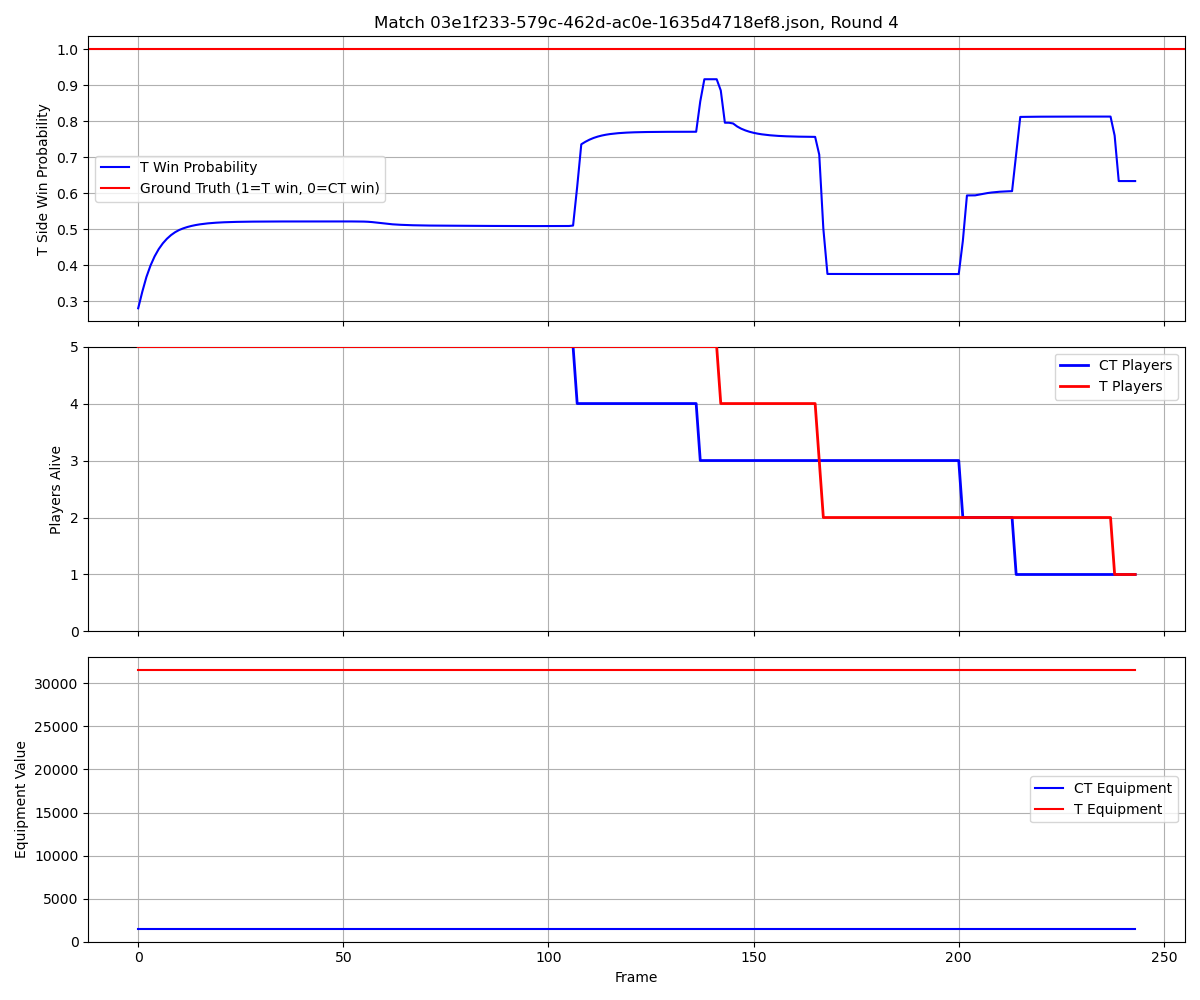 Match 03e1f233-579c-462d-ac0e-1635d4718ef8.json, Round 4
T Side Win Probability
1.0
0.9
0.8
0.7
0.6
0.5
0.4
0.3
T Win Probability
Ground Truth (1=T win, 0=CT win)
Players Alive
5
4
3
2
1
0
CT Players
T Players
Equipment Value
30000
25000
20000
15000
10000
5000
0
CT Equipment
T Equipment
0 50 100 150 200 250
Frame